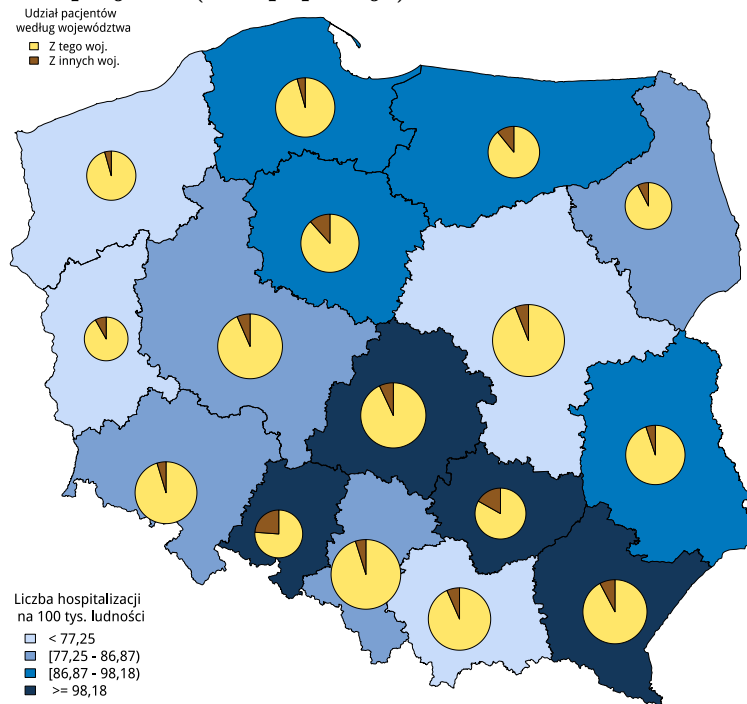 Udział pacjentów
według województwa
Z tego woj.
Z innych woj.
Liczba hospitalizacji
na 100 tys. ludności
< 77,25
[77,25 - 86,87)
[86,87 - 98,18)
>= 98,18